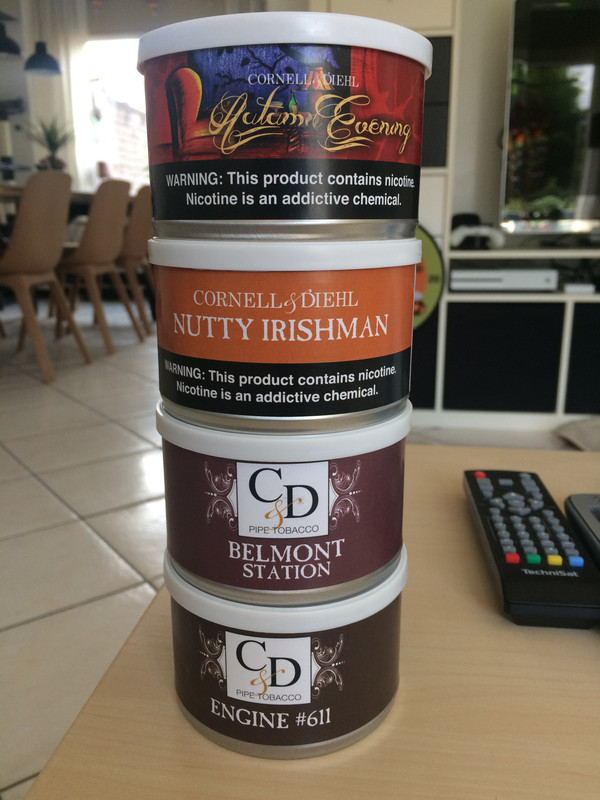 CORNELL & DIEHL
Autumn Evening
WARNING: This product contains nicotine.
Nicotine is an addictive chemical.
CORNELL & DIEHL
NUTTY IRISHMAN
WARNING: This product contains nicotine.
Nicotine is an addictive chemical.
C&D
PIPE TOBACCO
BELMONT
STATION
C&D
PIPE TOBACCO
ENGINE #611
TechniSat